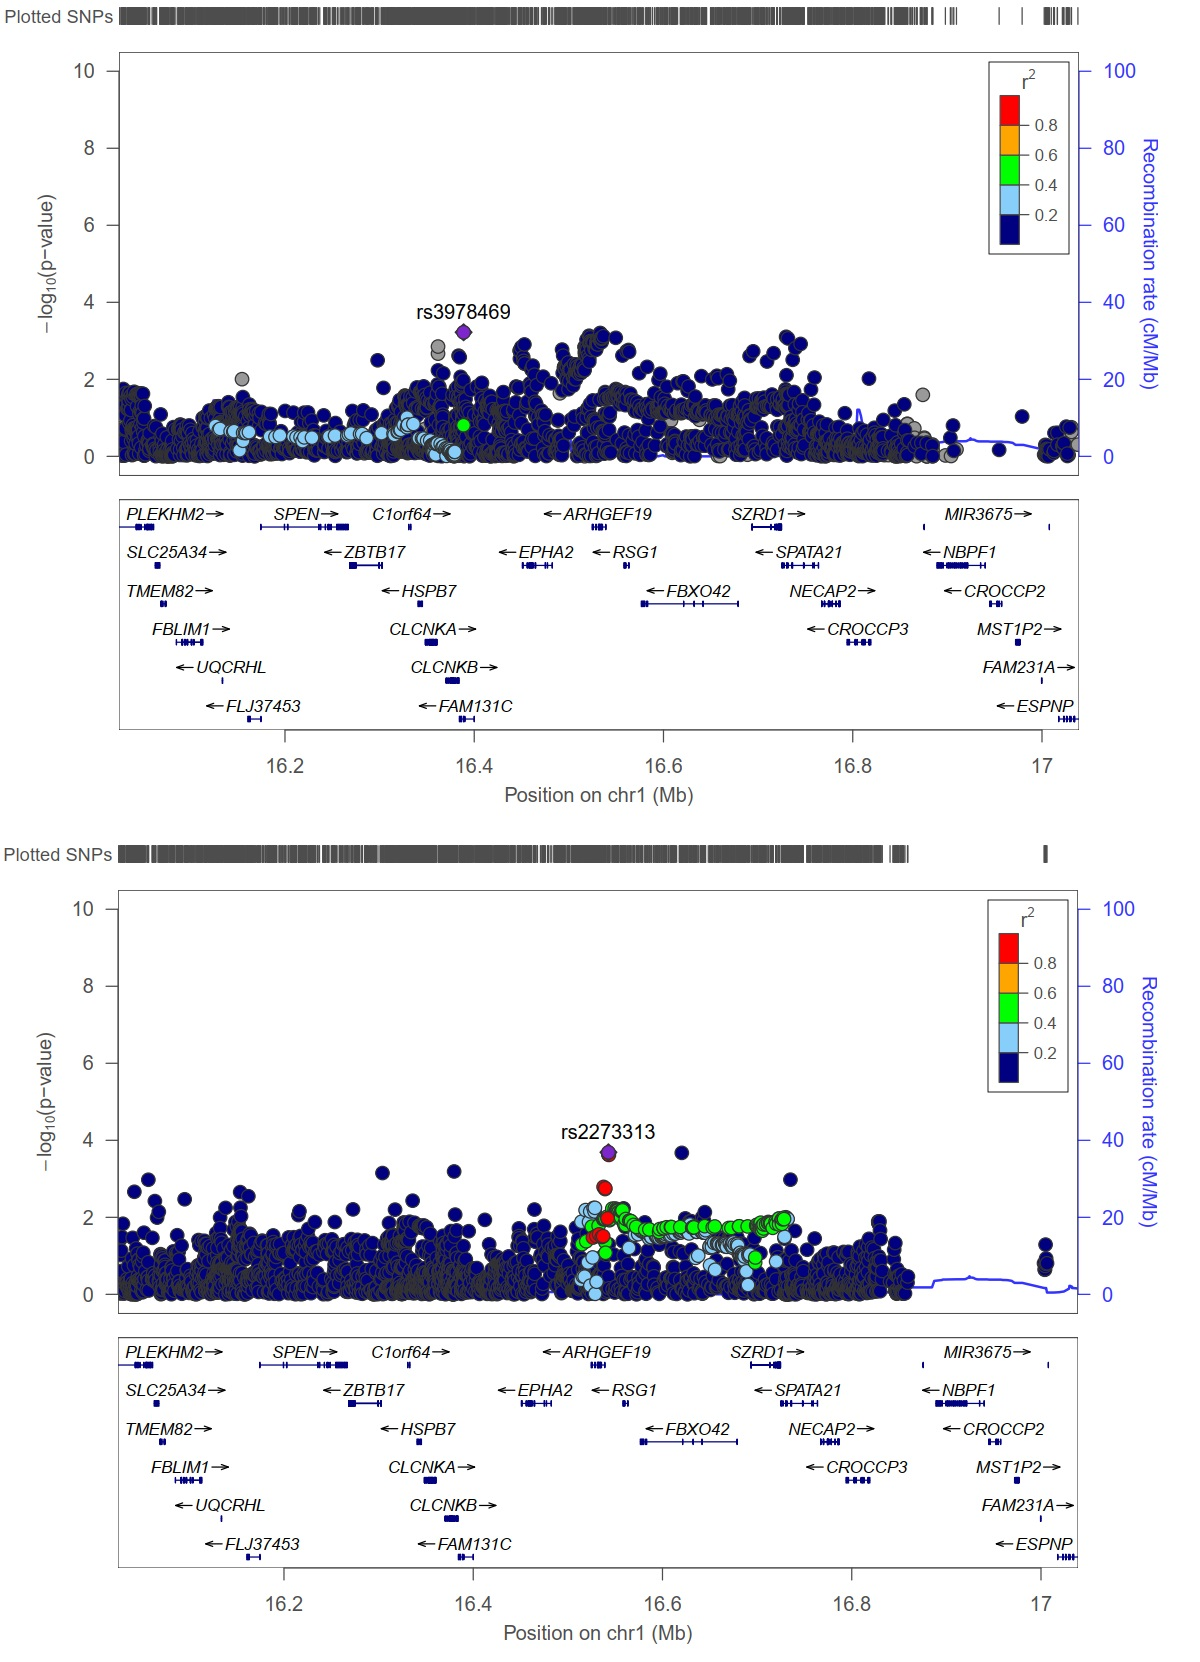 Plotted SNPs
10 100
r2
0.8
8 80
0.6
0.4
0.2
6 60
−log10(p−value)
Recombination rate (cM/Mb)
4 40
rs3978469
2 20
0 0
PLEKHM2→ SPEN→ C1orf64→ ←ARHGEF19 SZRD1→ MIR3675→
SLC25A34→ ←ZBTB17 ←EPHA2 ←RSG1 ←SPATA21 ←NBPF1
TMEM82→ ←HSPB7 ←FBXO42 NECAP2→ ←CROCCP2
FBLIM1→ CLCNKA→ ←CROCCP3 MST1P2→
←UQCRHL CLCNKB→ FAM231A→
←FLJ37453 ←FAM131C ←ESPNP
16.2 16.4 16.6 16.8 17
Position on chr1 (Mb)
Plotted SNPs
10 100
r2
0.8
8 80
0.6
0.4
0.2
6 60
−log10(p−value)
Recombination rate (cM/Mb)
4 40
rs2273313
2 20
0 0
PLEKHM2→ SPEN→ C1orf64→ ←ARHGEF19 SZRD1→ MIR3675→
SLC25A34→ ←ZBTB17 ←EPHA2 ←RSG1 ←SPATA21 ←NBPF1
TMEM82→ ←HSPB7 ←FBXO42 NECAP2→ ←CROCCP2
FBLIM1→ CLCNKA→ ←CROCCP3 MST1P2→
←UQCRHL CLCNKB→ FAM231A→
←FLJ37453 ←FAM131C ←ESPNP
16.2 16.4 16.6 16.8 17
Position on chr1 (Mb)